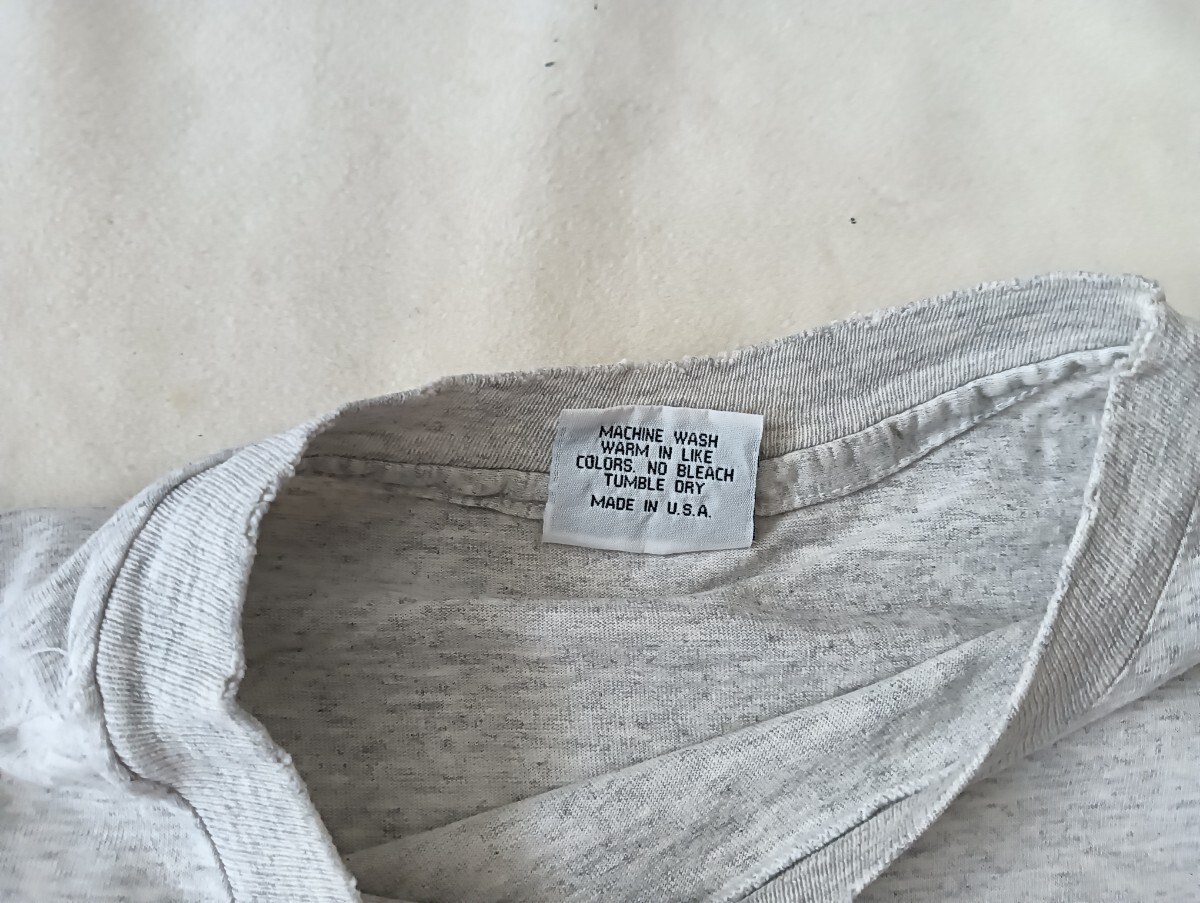 MACHINE WASH
WARM IN LIKE
COLORS. NO BLEACH
TUMBLE DRY
MADE IN U.S.A.